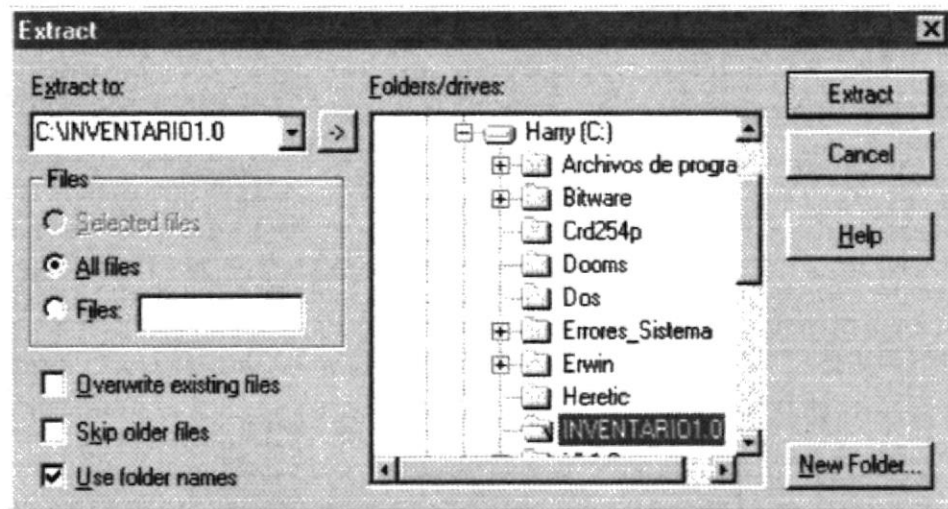 Extract
Extract to:
C:\INVENTARIO1.0
->
Files
Selected files
All files
Files:
Overwrite existing files
Skip older files
Use folder names
Folders/drives:
Harry (C:)
Archivos de progra
Bitware
Crd254p
Dooms
Dos
Errores_Sistema
Erwin
Heretic
INVENTARIO1.0
Extract
Cancel
Help
New Folder...